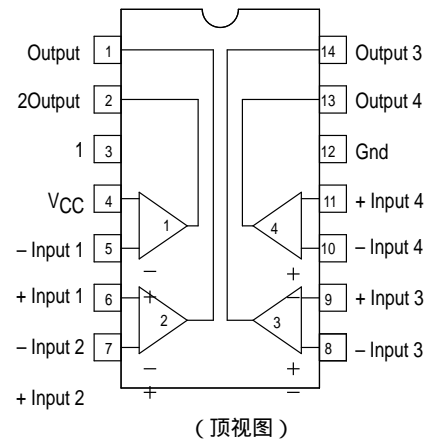 Output 1 14 Output 3
2Output 2 13 Output 4
1 3 12 Gnd
VCC 4 11 + Input 4
1 4
– Input 1 5 10 – Input 4
– +
+ Input 1 6 + – 9 + Input 3
2 3
– Input 2 7 8 – Input 3
– +
+ Input 2 + –
（顶视图）